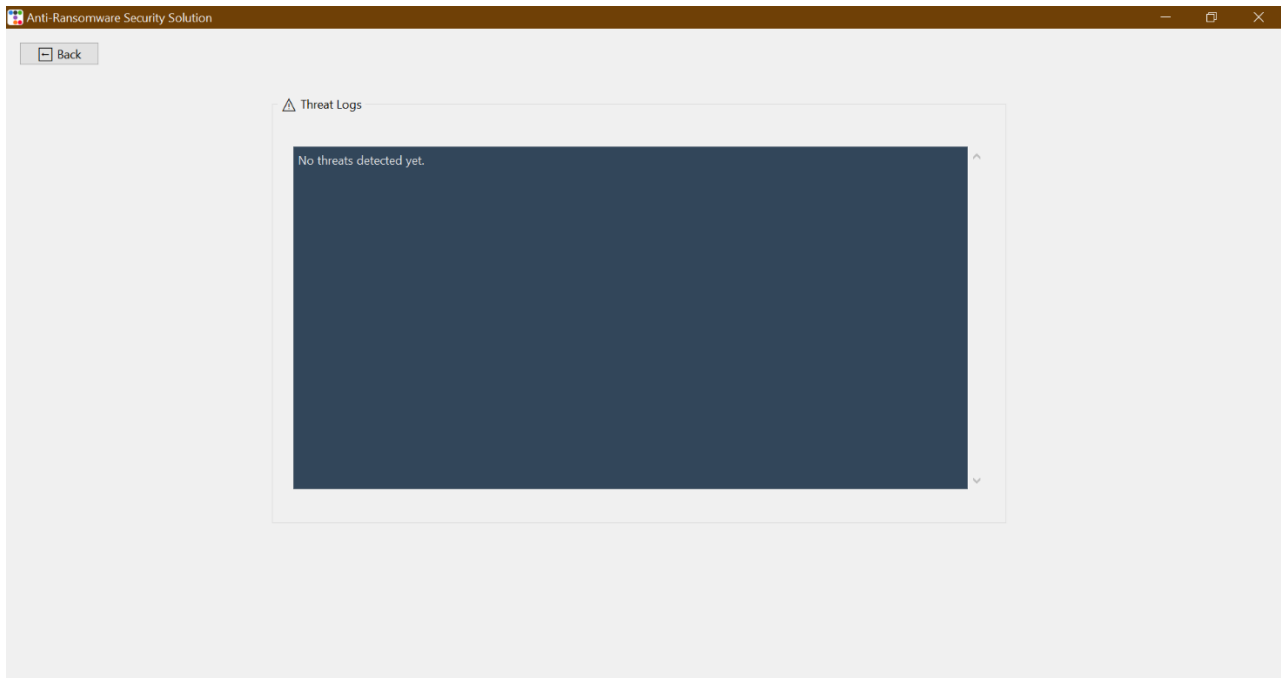 Anti-Ransomware Security Solution
Back
Threat Logs
No threats detected yet.